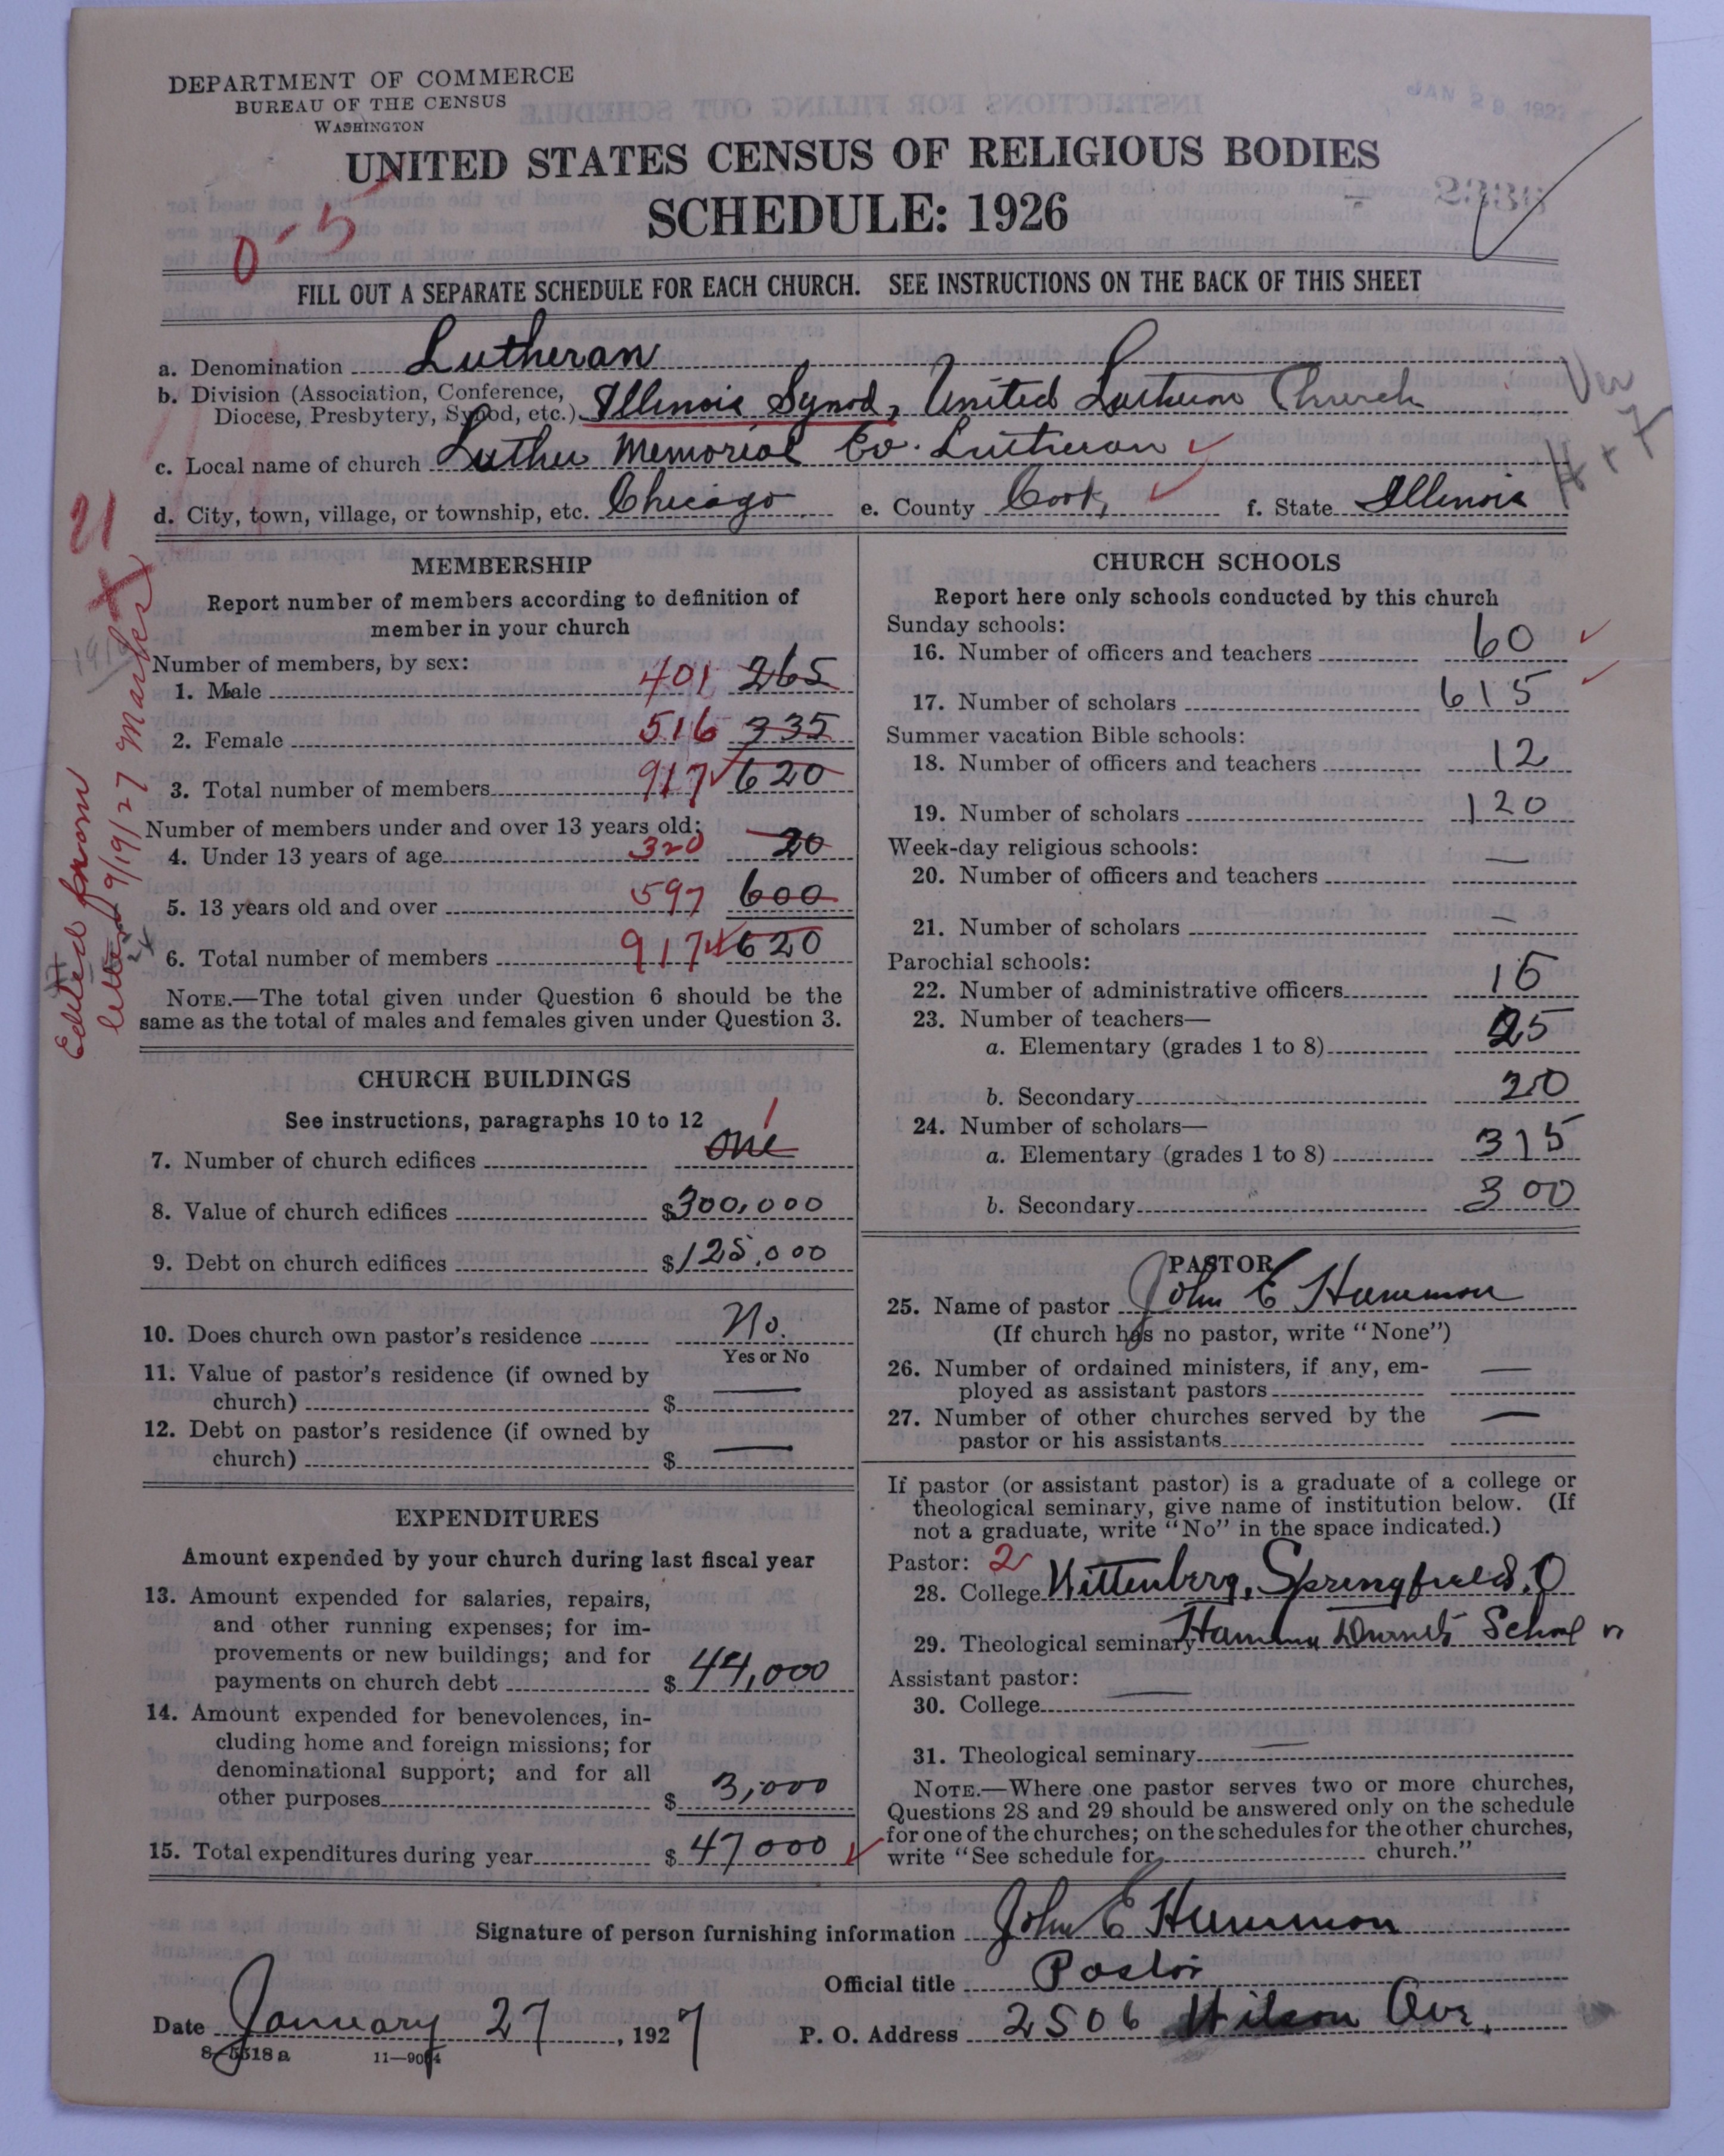 DEPARTMENT OF COMMERCE
BUREAU OF THE CENSUS
WASHINGTON
JAN 29 1927
UNITED STATES CENSUS OF RELIGIOUS BODIES
SCHEDULE: 1926
0-5
FILL OUT A SEPARATE SCHEDULE FOR EACH CHURCH. SEE INSTRUCTIONS ON THE BACK OF THIS SHEET
a. Denomination Lutheran
b. Division (Association, Conference, Diocese, Presbytery, Synod, etc.) Illinois Synod, United Lutheran Church
Ver
H + 7
c. Local name of church Luther Memorial Ev. Lutheran
d. City, town, village, or township, etc. Chicago e. County Cook, f. State Illinois
21
Edited from
letter 9/19/27
MEMBERSHIP
Report number of members according to definition of
member in your church
Number of members, by sex:
1. Male 401 265
2. Female 516 335
3. Total number of members 917 620
Number of members under and over 13 years old:
4. Under 13 years of age 320 20
5. 13 years old and over 597 600
6. Total number of members 917 620
NOTE.—The total given under Question 6 should be the
same as the total of males and females given under Question 3.
CHURCH BUILDINGS
See instructions, paragraphs 10 to 12
1
7. Number of church edifices one
8. Value of church edifices $300,000
9. Debt on church edifices $125,000
10. Does church own pastor's residence No.
Yes or No
11. Value of pastor's residence (if owned by
church) $ —
12. Debt on pastor's residence (if owned by
church) $ —
EXPENDITURES
Amount expended by your church during last fiscal year
13. Amount expended for salaries, repairs,
and other running expenses; for im-
provements or new buildings; and for
payments on church debt $ 44,000
14. Amount expended for benevolences, in-
cluding home and foreign missions; for
denominational support; and for all
other purposes $ 3,000
15. Total expenditures during year $ 47000
CHURCH SCHOOLS
Report here only schools conducted by this church
Sunday schools:
16. Number of officers and teachers 60
17. Number of scholars 615
Summer vacation Bible schools:
18. Number of officers and teachers 12
19. Number of scholars 120
Week-day religious schools:
20. Number of officers and teachers —
21. Number of scholars —
Parochial schools:
22. Number of administrative officers 15
23. Number of teachers—
a. Elementary (grades 1 to 8) 25
b. Secondary 20
24. Number of scholars—
a. Elementary (grades 1 to 8) 315
b. Secondary 300
PASTOR
25. Name of pastor John E Hummon
(If church has no pastor, write "None")
26. Number of ordained ministers, if any, em-
ployed as assistant pastors —
27. Number of other churches served by the
pastor or his assistants —
If pastor (or assistant pastor) is a graduate of a college or
theological seminary, give name of institution below. (If
not a graduate, write "No" in the space indicated.)
Pastor: 2
28. College Wittenberg, Springfield, O
29. Theological seminary Hamma Divinity School
Assistant pastor:
30. College —
31. Theological seminary —
NOTE.—Where one pastor serves two or more churches,
Questions 28 and 29 should be answered only on the schedule
for one of the churches; on the schedules for the other churches,
write "See schedule for church."
Signature of person furnishing information John E Hummon
Official title Pastor
Date January 27, 1927 P. O. Address 2506 Wilson Ave.
8-5518 a 11—9064